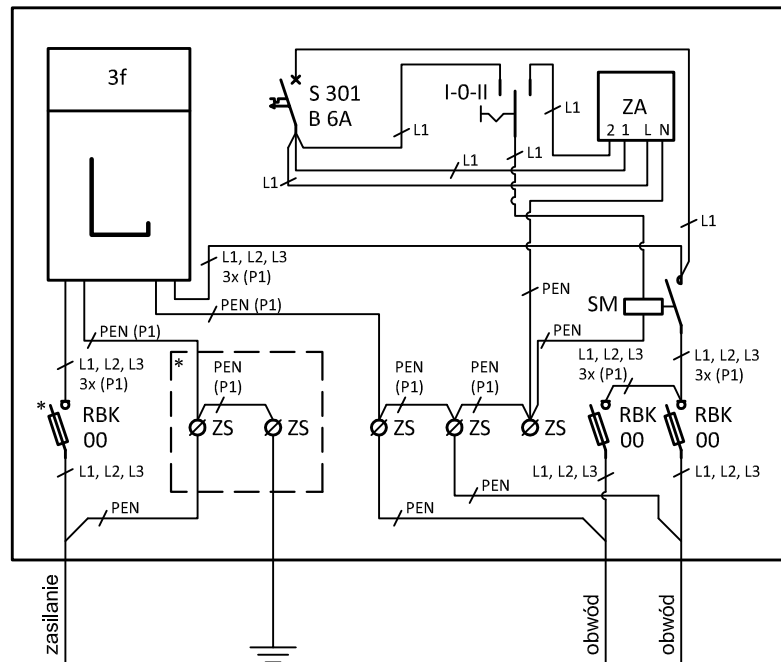 3f
S 301
B 6A
I-0-II
ZA
2 1 L N
L1
L1
L1
L1
L1
L1
L1, L2, L3
3x (P1)
PEN (P1)
PEN (P1)
PEN
SM
PEN
L1, L2, L3
3x (P1)
*
PEN
(P1)
PEN
(P1)
PEN
(P1)
L1, L2, L3
3x (P1)
L1, L2, L3
3x (P1)
*
RBK
00
ZS
ZS
ZS
ZS
ZS
RBK
00
RBK
00
L1, L2, L3
L1, L2, L3
L1, L2, L3
PEN
PEN
PEN
zasilanie
obwód
obwód